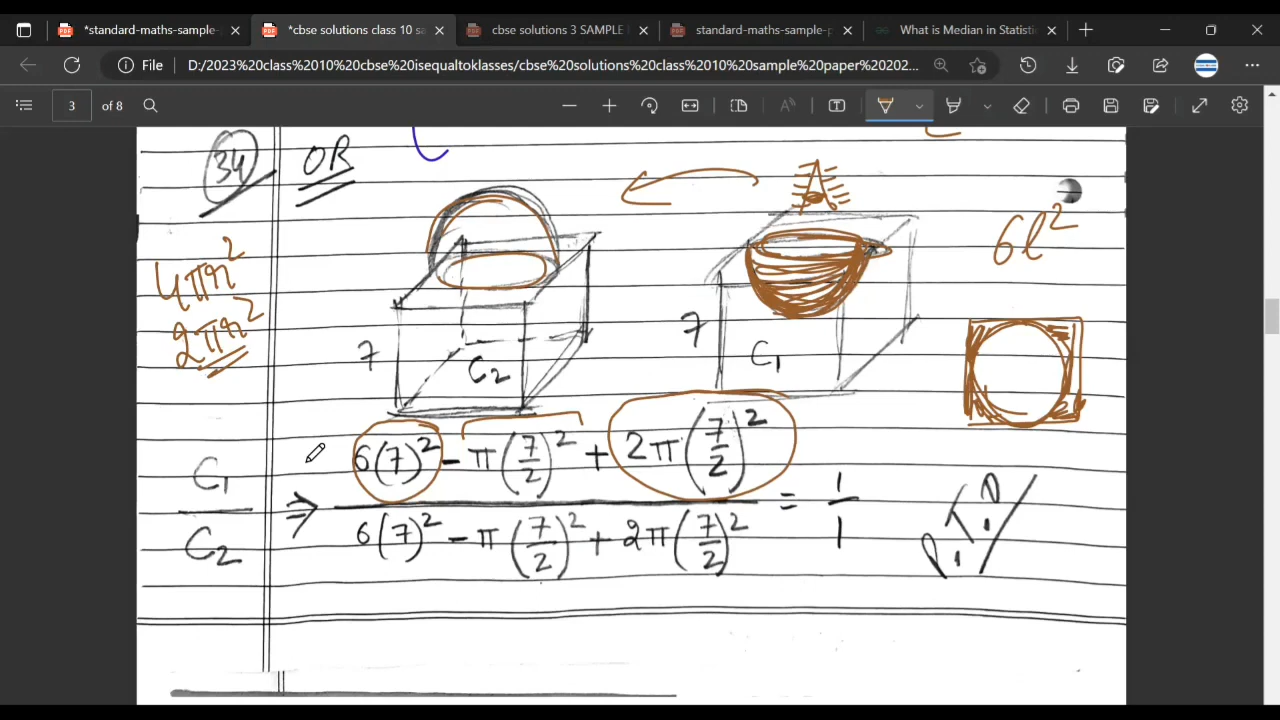 *standard-maths-sample-
*cbse solutions class 10 sa
cbse solutions 3 SAMPLE
standard-maths-sample-p
What is Median in Statisti
File
D:/2023%20class%2010%20cbse%20isequaltoklasses/cbse%20solutions%20class%2010%20sample%20paper%20202...
3 of 8
34 OR
6l²
4πr²
2πr²
7 C₂
7 C₁
C₁/C₂ ⇒ (6(7)² - π(7/2)² + 2π(7/2)²)/(6(7)² - π(7/2)² + 2π(7/2)²) = 1/1